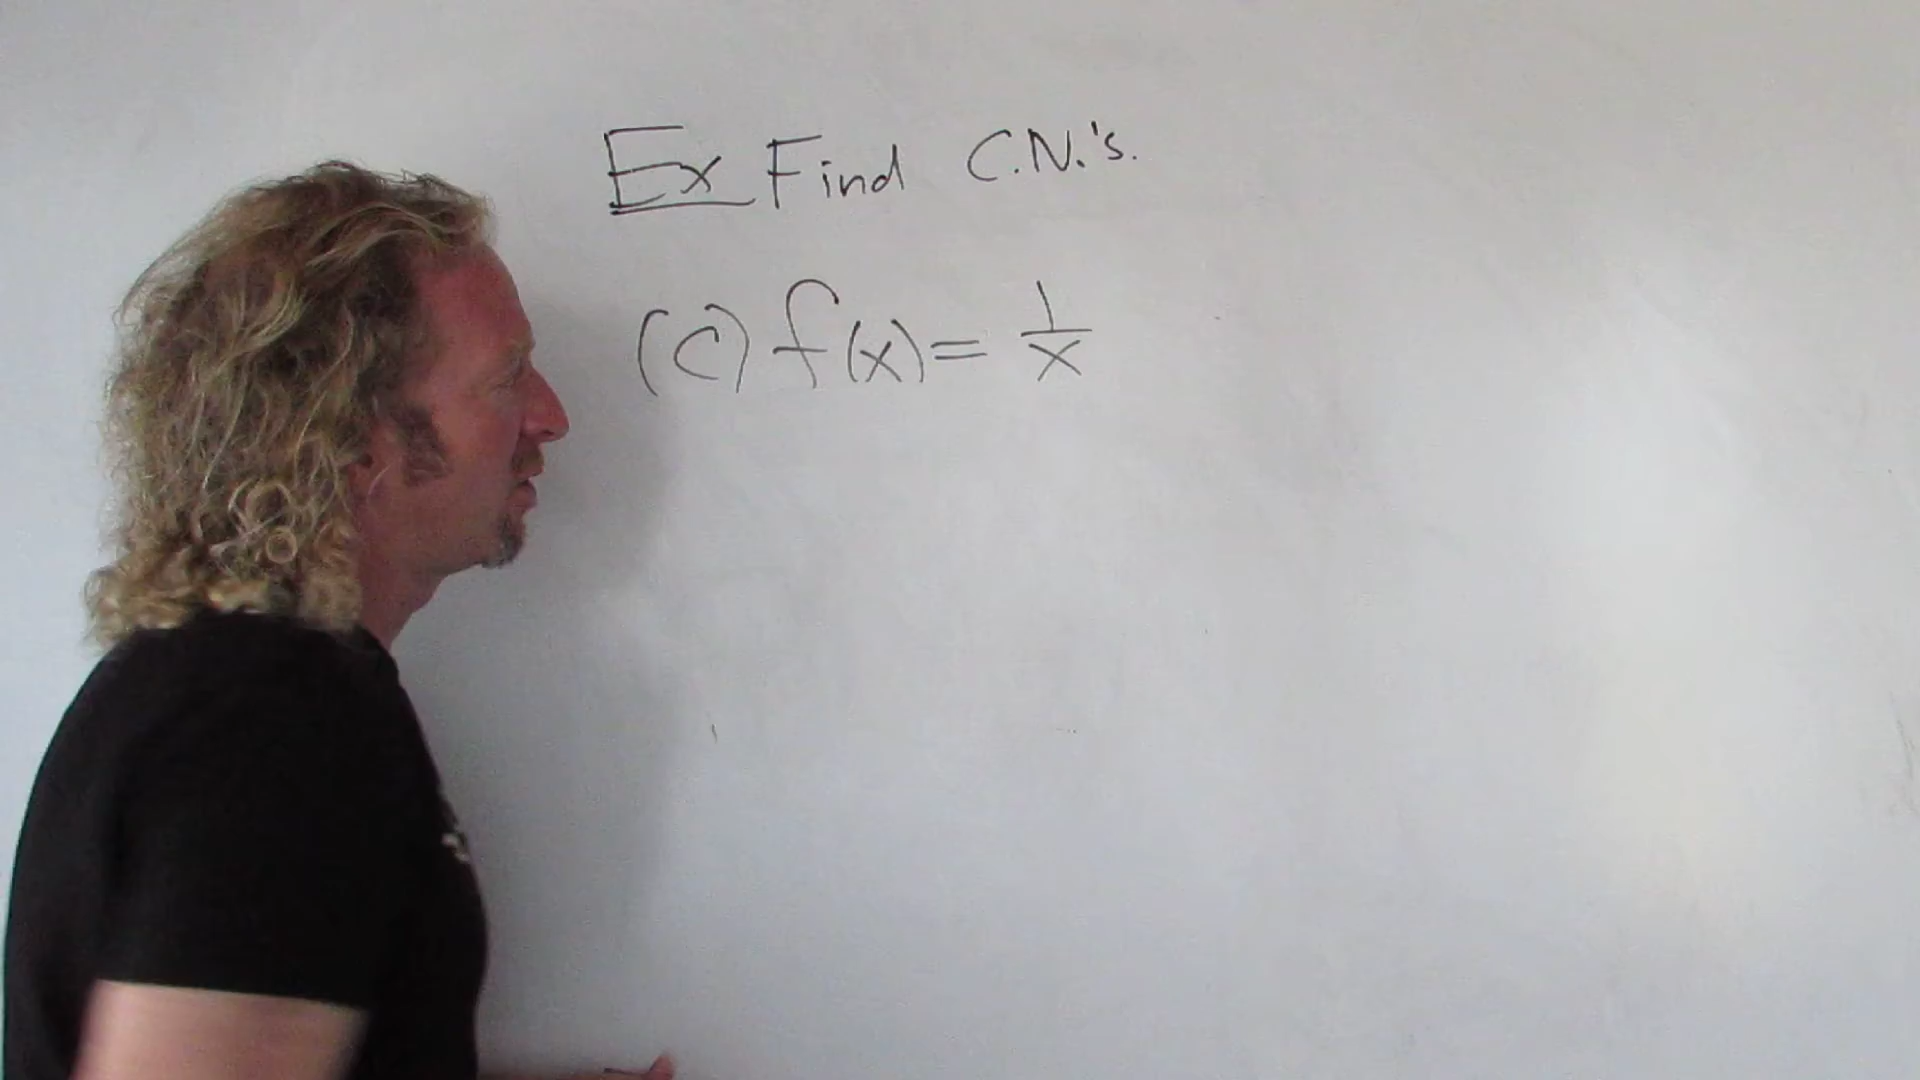 Ex Find C.N.'s.
(c) f(x) = 1/x